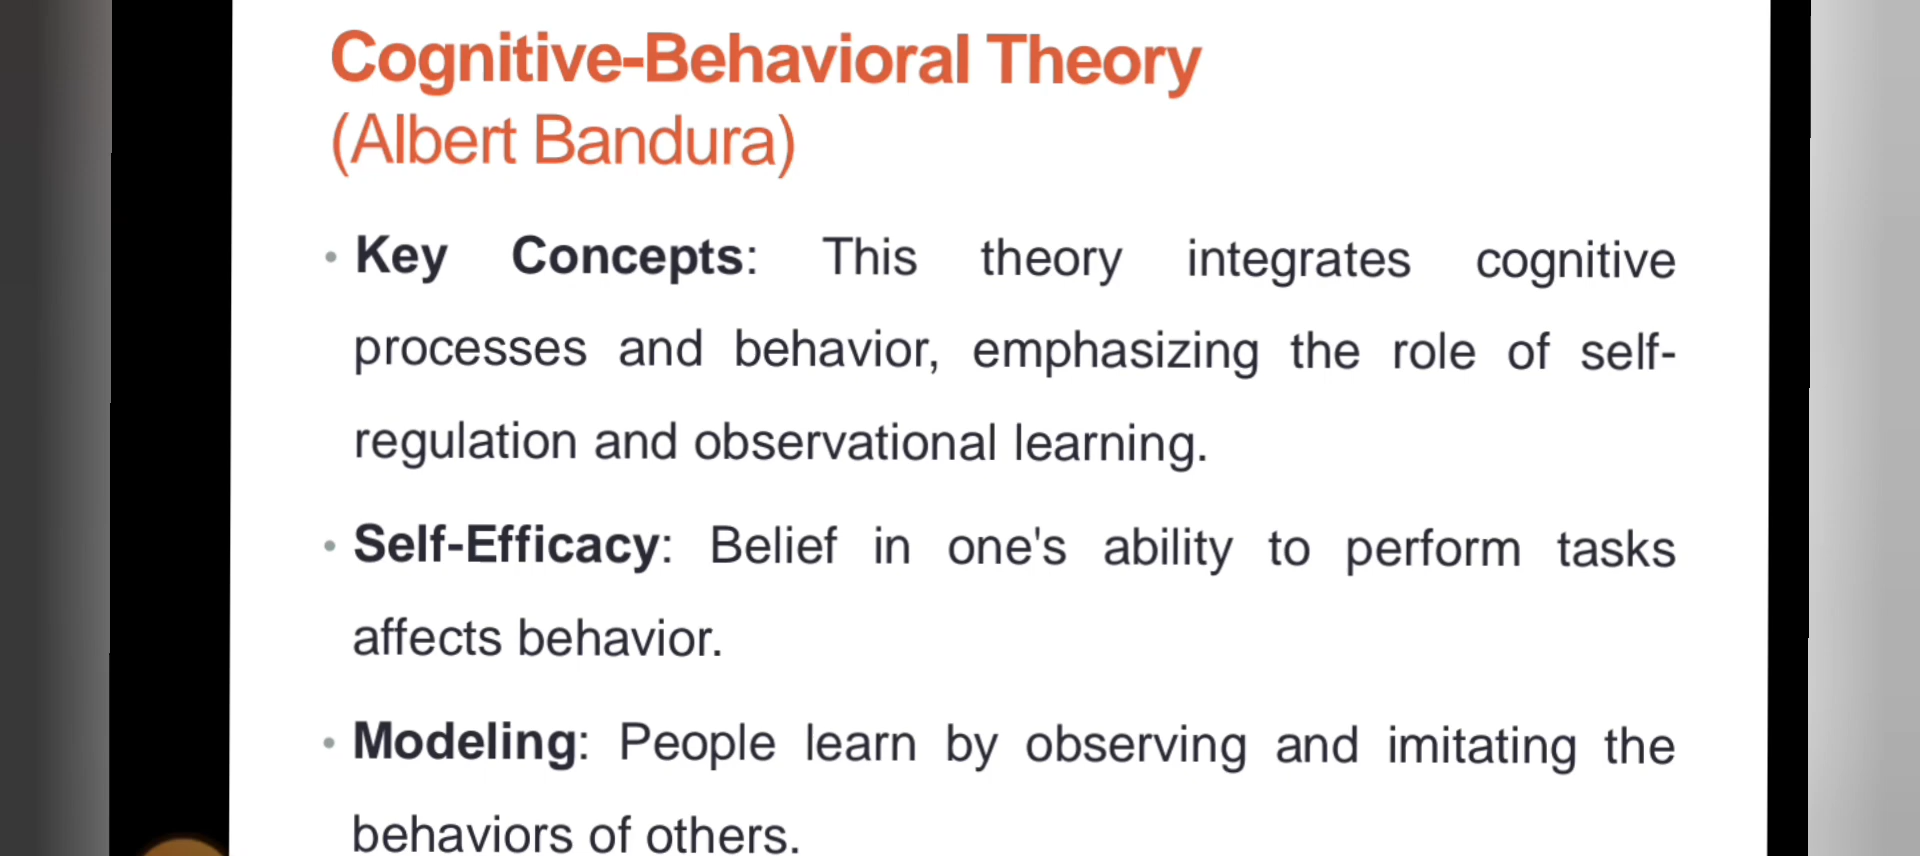 Cognitive-Behavioral Theory
(Albert Bandura)
• Key Concepts: This theory integrates cognitive
processes and behavior, emphasizing the role of self-
regulation and observational learning.
• Self-Efficacy: Belief in one's ability to perform tasks
affects behavior.
• Modeling: People learn by observing and imitating the
behaviors of others.